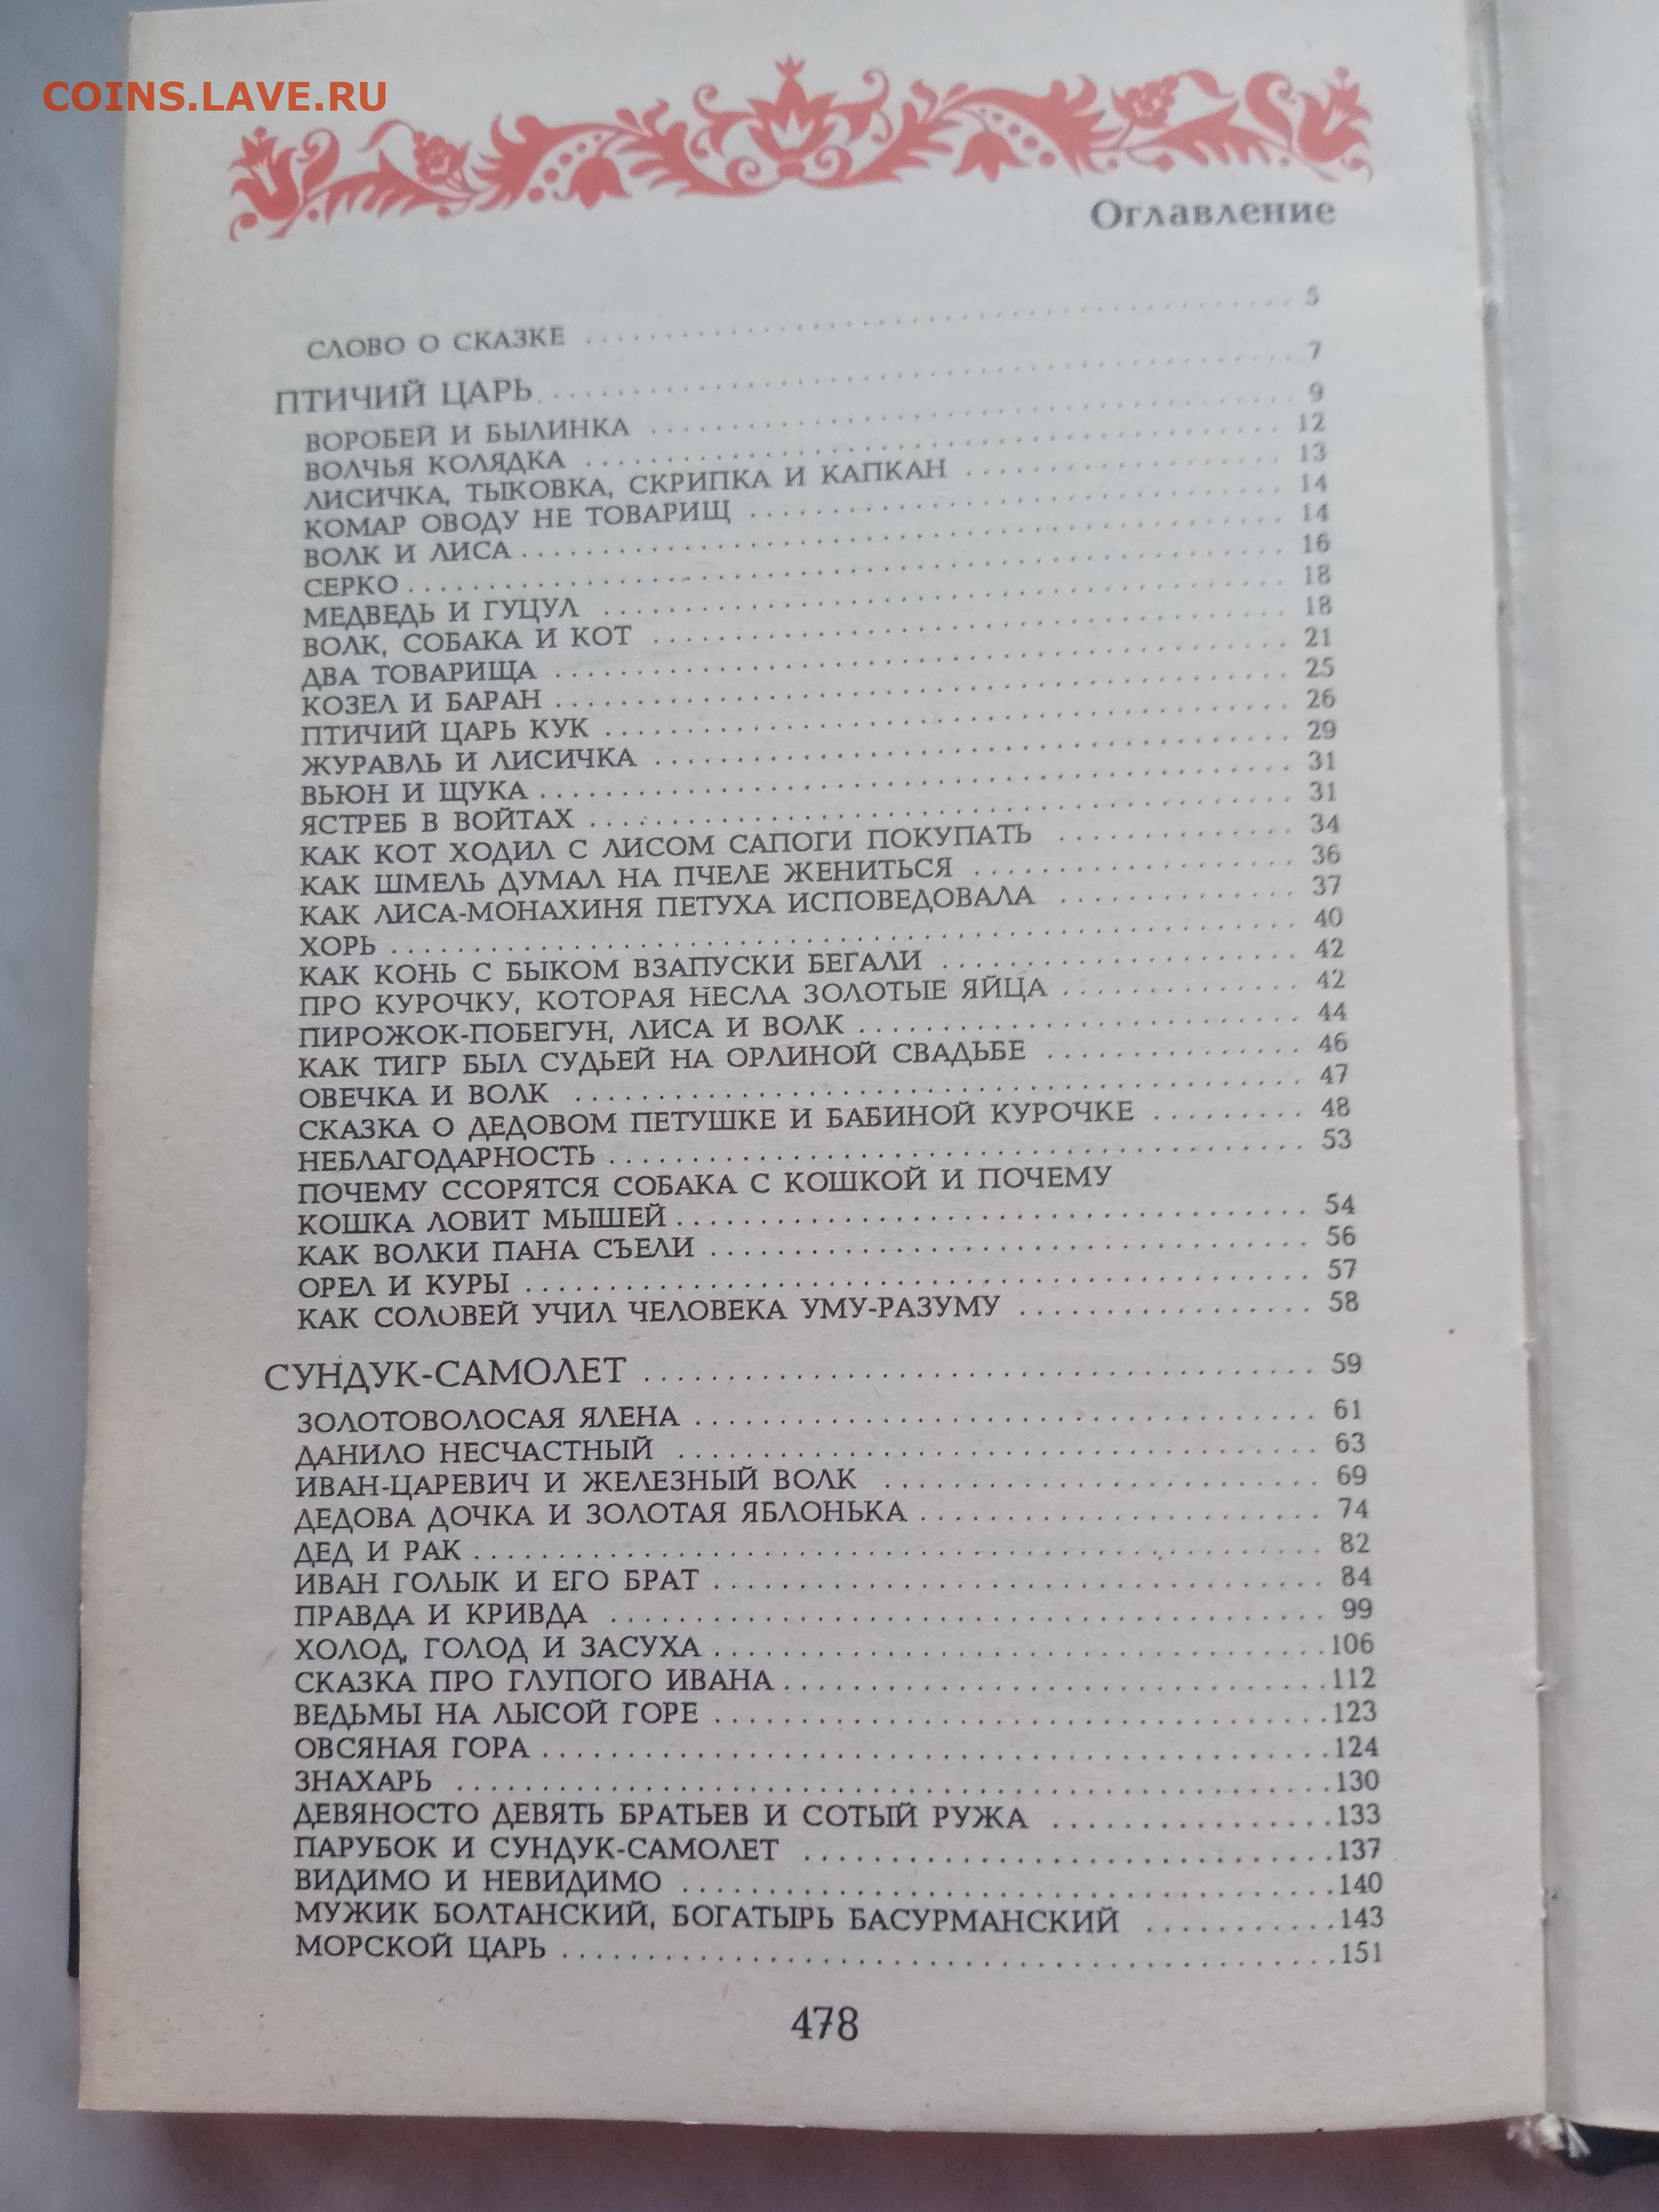 COINS.LAVE.RU
Оглавление
СЛОВО О СКАЗКЕ 5
ПТИЧИЙ ЦАРЬ 7
ВОРОБЕЙ И БЫЛИНКА 9
ВОЛЧЬЯ КОЛЯДКА 12
ЛИСИЧКА, ТЫКОВКА, СКРИПКА И КАПКАН 13
КОМАР ОВОДУ НЕ ТОВАРИЩ 14
ВОЛК И ЛИСА 14
СЕРКО 16
МЕДВЕДЬ И ГУЦУЛ 18
ВОЛК, СОБАКА И КОТ 18
ДВА ТОВАРИЩА 21
КОЗЕЛ И БАРАН 25
ПТИЧИЙ ЦАРЬ КУК 26
ЖУРАВЛЬ И ЛИСИЧКА 29
ВЬЮН И ЩУКА 31
ЯСТРЕБ В ВОЙТАХ 31
КАК КОТ ХОДИЛ С ЛИСОМ САПОГИ ПОКУПАТЬ 34
КАК ШМЕЛЬ ДУМАЛ НА ПЧЕЛЕ ЖЕНИТЬСЯ 36
КАК ЛИСА-МОНАХИНЯ ПЕТУХА ИСПОВЕДОВАЛА 37
ХОРЬ 40
КАК КОНЬ С БЫКОМ ВЗАПУСКИ БЕГАЛИ 42
ПРО КУРОЧКУ, КОТОРАЯ НЕСЛА ЗОЛОТЫЕ ЯЙЦА 42
ПИРОЖОК-ПОБЕГУН, ЛИСА И ВОЛК 44
КАК ТИГР БЫЛ СУДЬЕЙ НА ОРЛИНОЙ СВАДЬБЕ 46
ОВЕЧКА И ВОЛК 47
СКАЗКА О ДЕДОВОМ ПЕТУШКЕ И БАБИНОЙ КУРОЧКЕ 48
НЕБЛАГОДАРНОСТЬ 53
ПОЧЕМУ ССОРЯТСЯ СОБАКА С КОШКОЙ И ПОЧЕМУ
КОШКА ЛОВИТ МЫШЕЙ 54
КАК ВОЛКИ ПАНА СЪЕЛИ 56
ОРЕЛ И КУРЫ 57
КАК СОЛОВЕЙ УЧИЛ ЧЕЛОВЕКА УМУ-РАЗУМУ 58
СУНДУК-САМОЛЕТ 59
ЗОЛОТОВОЛОСАЯ ЯЛЕНА 61
ДАНИЛО НЕСЧАСТНЫЙ 63
ИВАН-ЦАРЕВИЧ И ЖЕЛЕЗНЫЙ ВОЛК 69
ДЕДОВА ДОЧКА И ЗОЛОТАЯ ЯБЛОНЬКА 74
ДЕД И РАК 82
ИВАН ГОЛЫК И ЕГО БРАТ 84
ПРАВДА И КРИВДА 99
ХОЛОД, ГОЛОД И ЗАСУХА 106
СКАЗКА ПРО ГЛУПОГО ИВАНА 112
ВЕДЬМЫ НА ЛЫСОЙ ГОРЕ 123
ОВСЯНАЯ ГОРА 124
ЗНАХАРЬ 130
ДЕВЯНОСТО ДЕВЯТЬ БРАТЬЕВ И СОТЫЙ РУЖА 133
ПАРУБОК И СУНДУК-САМОЛЕТ 137
ВИДИМО И НЕВИДИМО 140
МУЖИК БОЛТАНСКИЙ, БОГАТЫРЬ БАСУРМАНСКИЙ 143
МОРСКОЙ ЦАРЬ 151
478